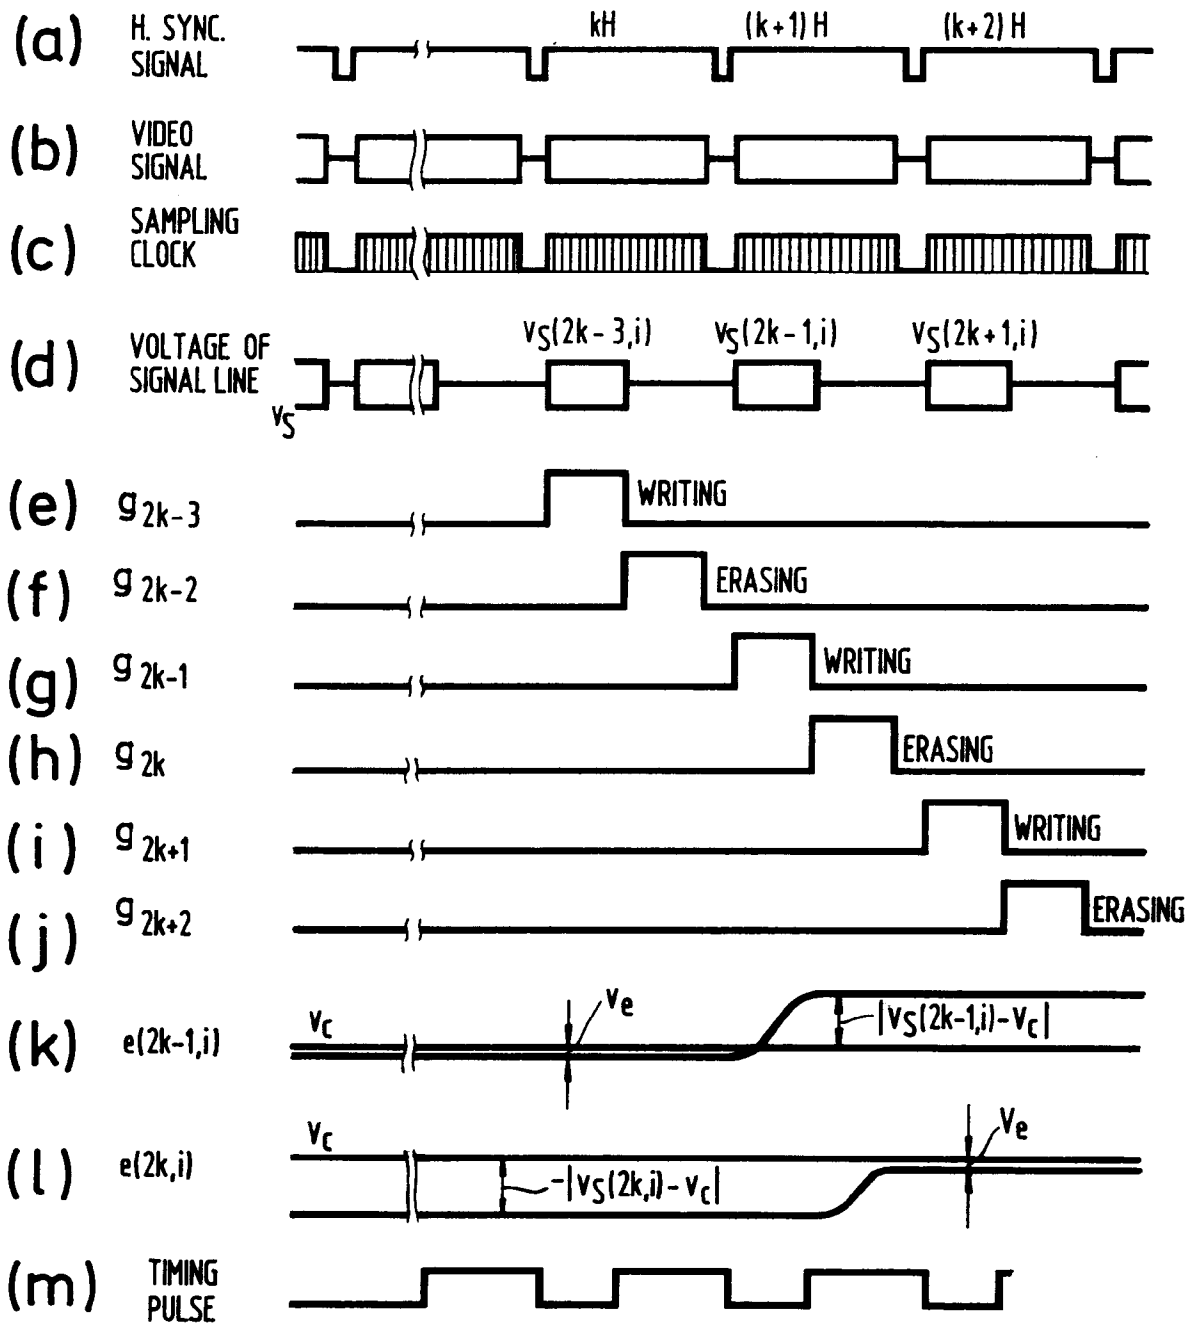 (a) H. SYNC. SIGNAL kH (k+1) H (k+2) H
(b) VIDEO SIGNAL
(c) SAMPLING CLOCK
(d) VOLTAGE OF SIGNAL LINE vS vS(2k-3,i) vS(2k-1,i) vS(2k+1,i)
(e) g2k-3 WRITING
(f) g2k-2 ERASING
(g) g2k-1 WRITING
(h) g2k ERASING
(i) g2k+1 WRITING
(j) g2k+2 ERASING
(k) e(2k-1,i) vc ve |vS(2k-1,i)-vc|
(l) e(2k,i) vc -|vS(2k,i)-vc| ve
(m) TIMING PULSE